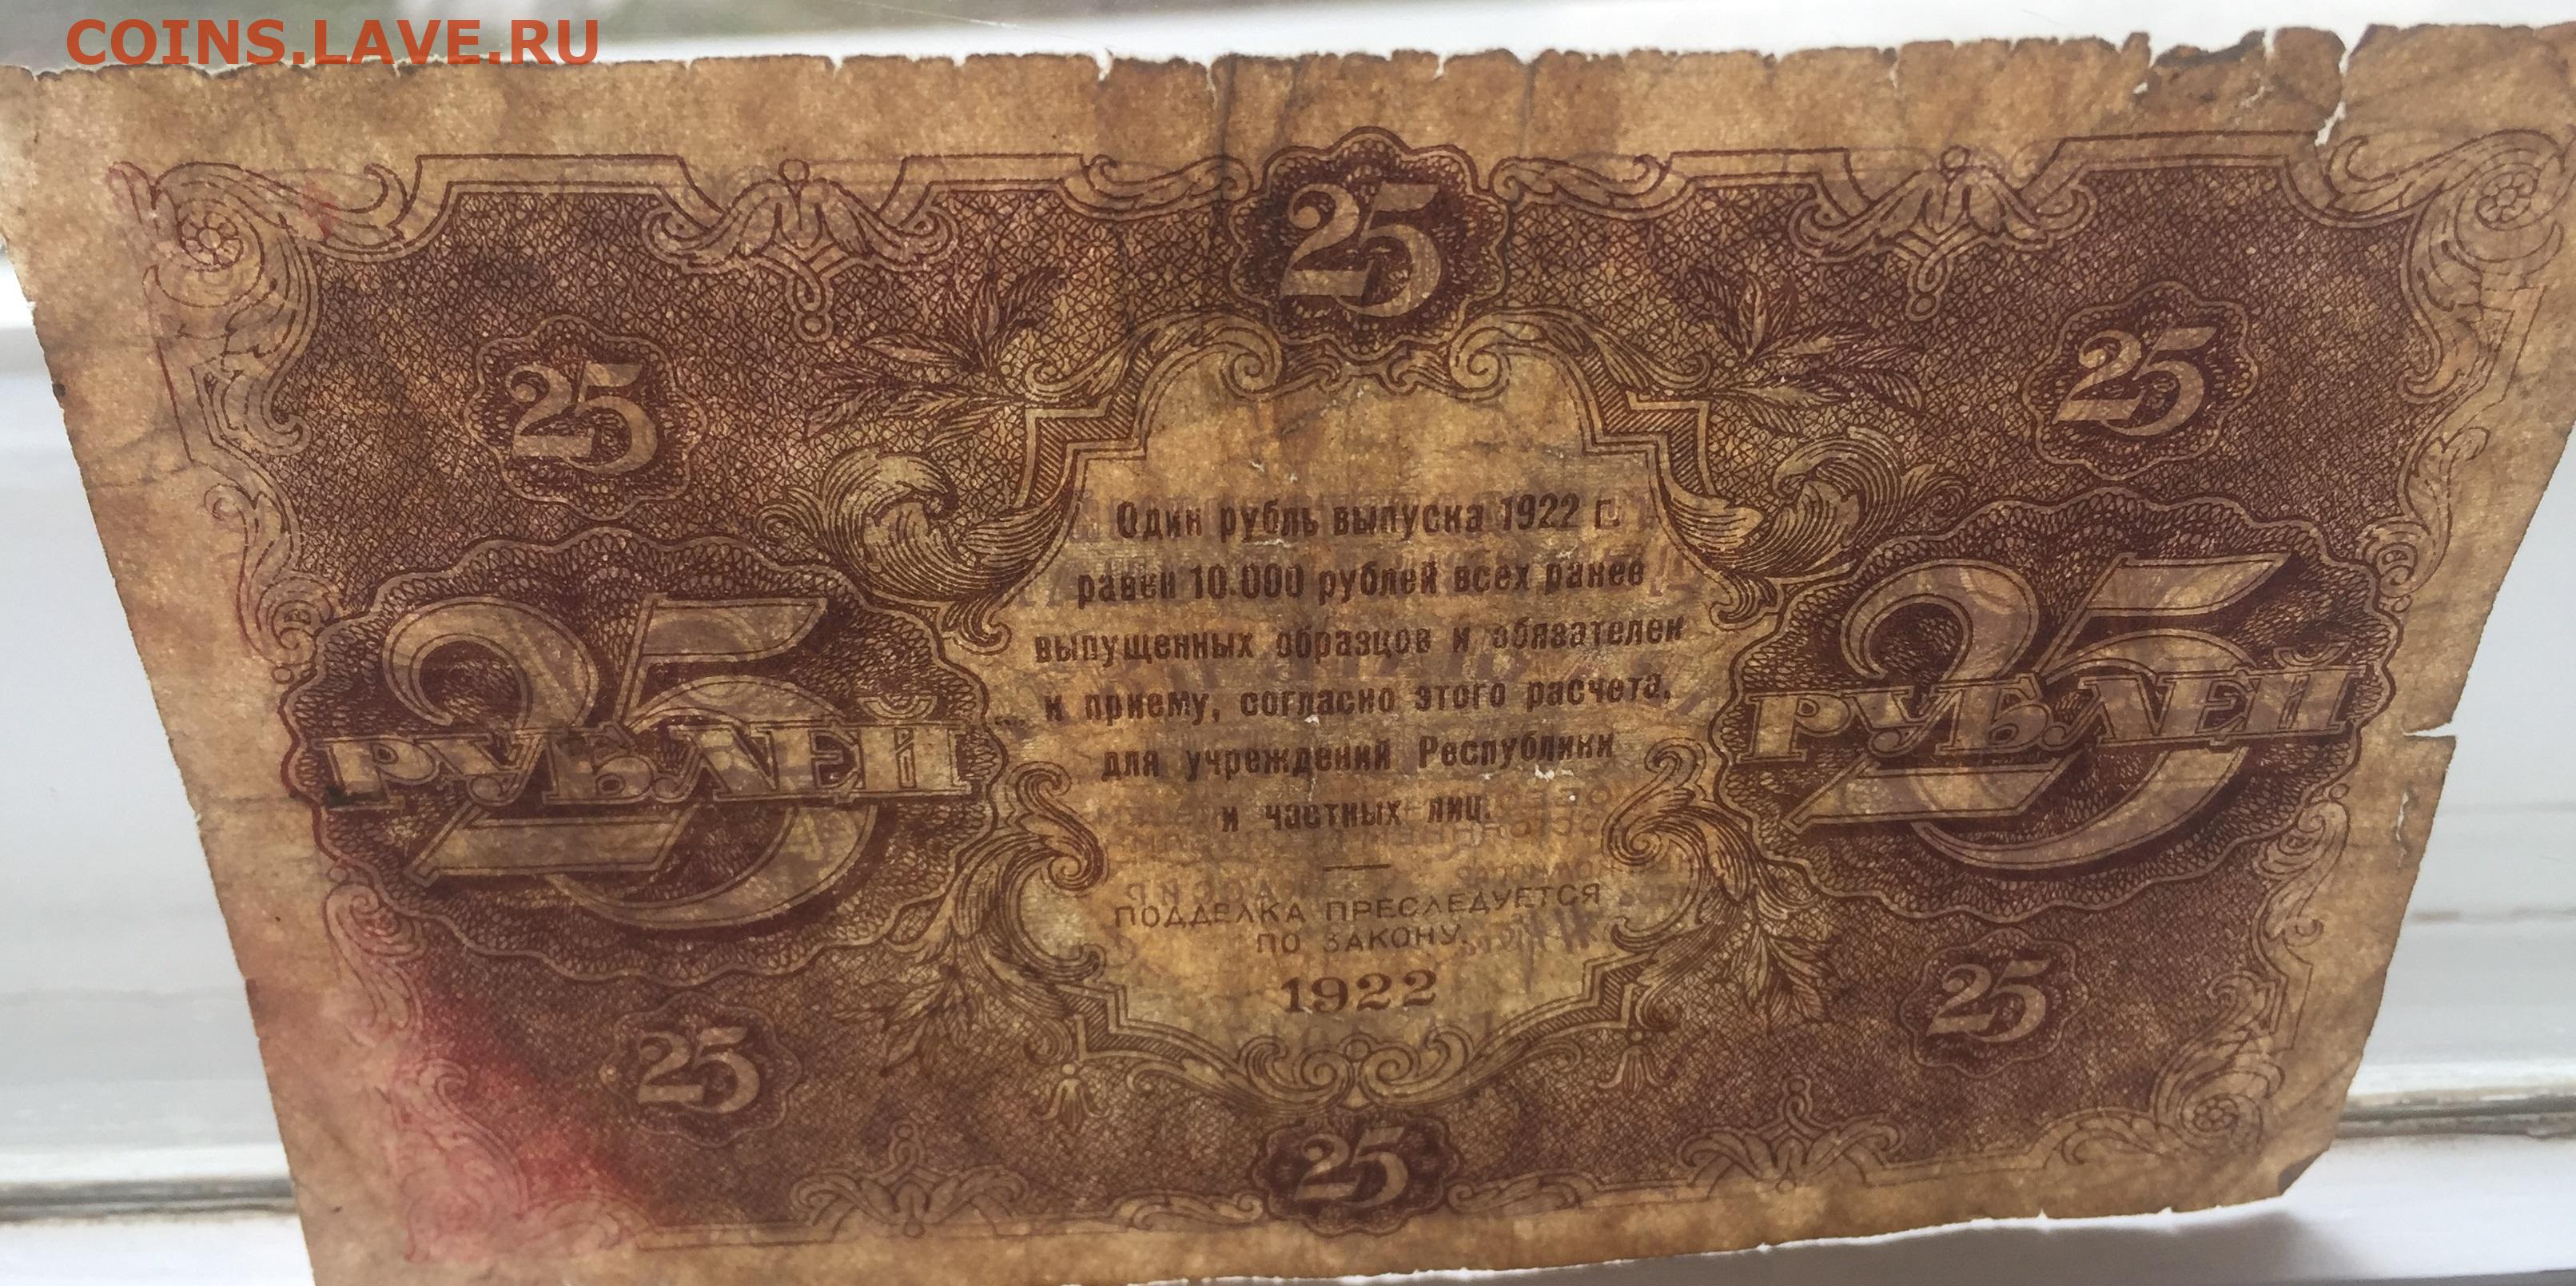 COINS.LAVE.RU
25
25
25
25 РУБЛЕЙ
25 РУБЛЕЙ
Один рубль выпуска 1922 г.
равен 10.000 рублей всех ранее
выпущенных образцов и обязателен
к приему, согласно этого расчета,
для учреждений Республики
и частных лиц.
ПОДДЕЛКА ПРЕСЛЕДУЕТСЯ
ПО ЗАКОНУ.
1922
25
25
25